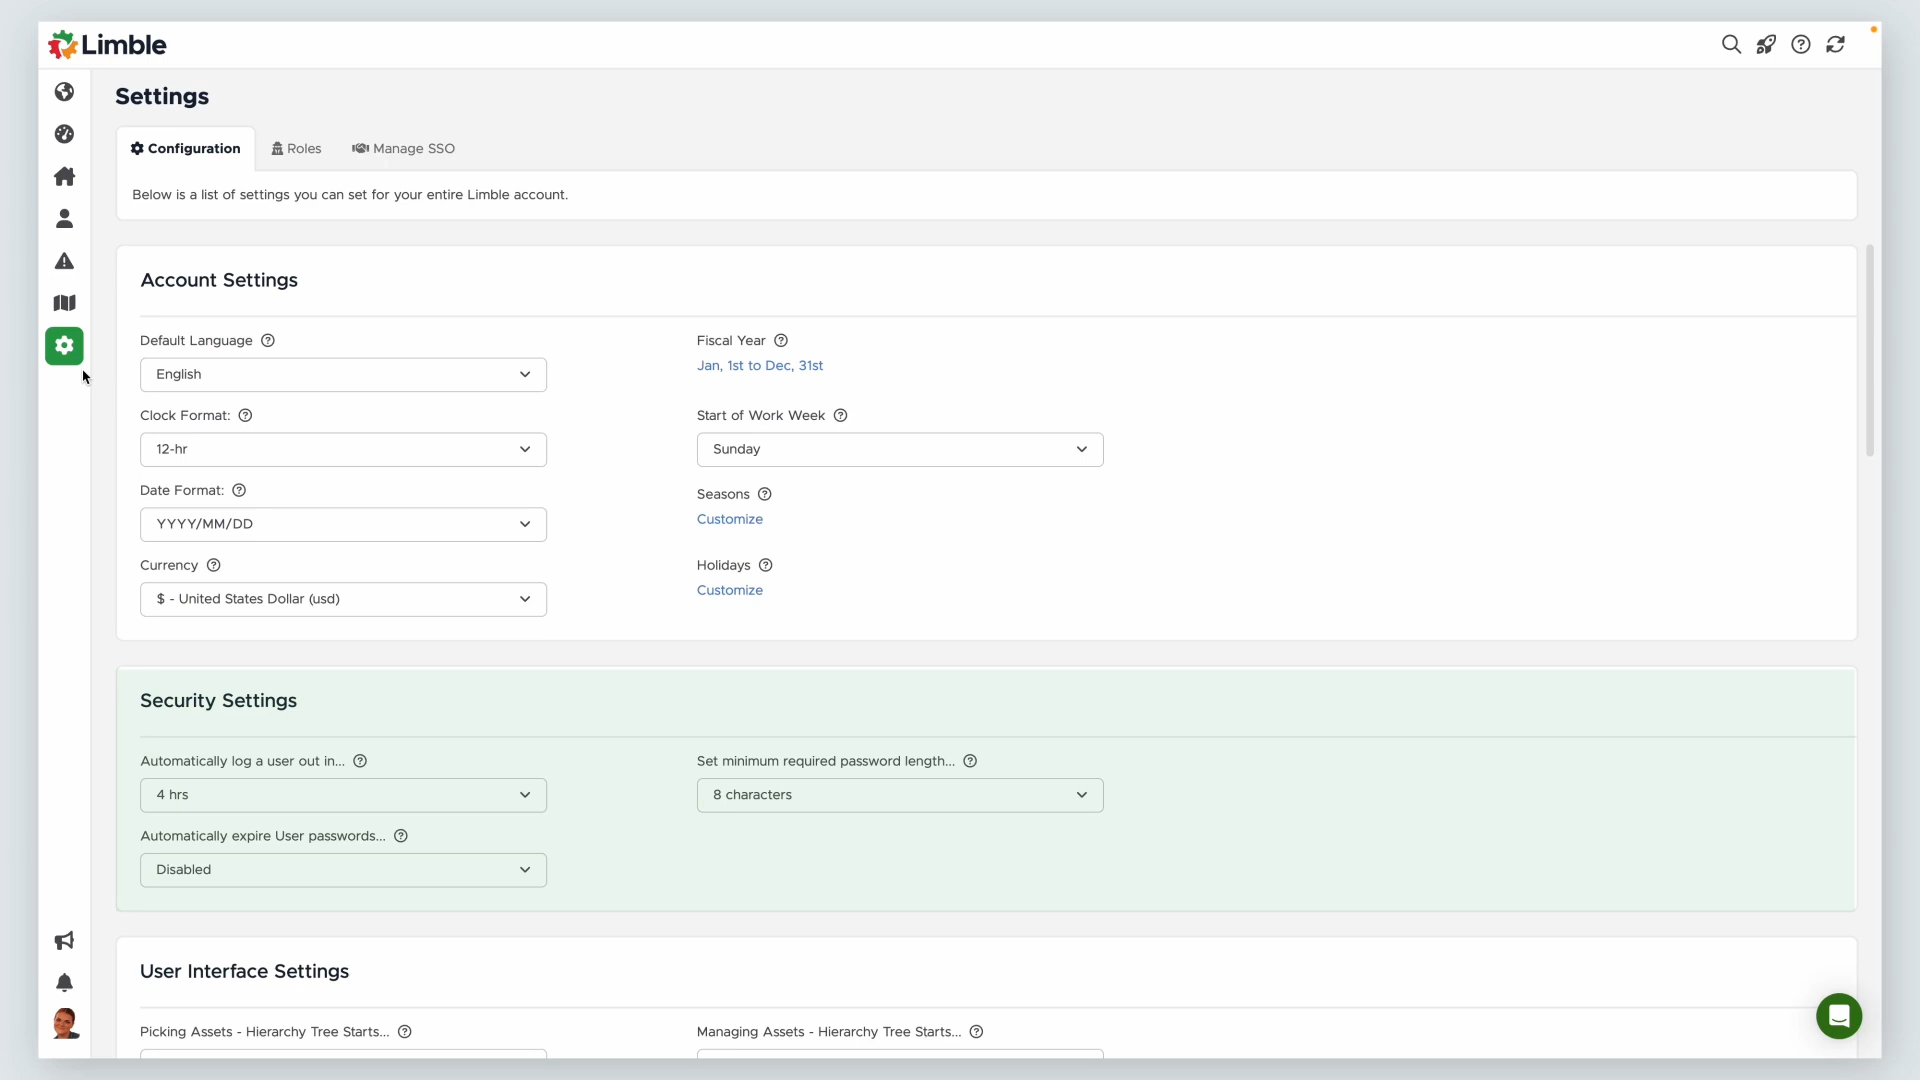 Limble
Settings
Configuration
Roles
Manage SSO
Below is a list of settings you can set for your entire Limble account.
Account Settings
Default Language
English
Fiscal Year
Jan, 1st to Dec, 31st
Clock Format:
12-hr
Start of Work Week
Sunday
Date Format:
YYYY/MM/DD
Seasons
Customize
Currency
$ - United States Dollar (usd)
Holidays
Customize
Security Settings
Automatically log a user out in...
4 hrs
Set minimum required password length...
8 characters
Automatically expire User passwords...
Disabled
User Interface Settings
Picking Assets - Hierarchy Tree Starts...
Managing Assets - Hierarchy Tree Starts...